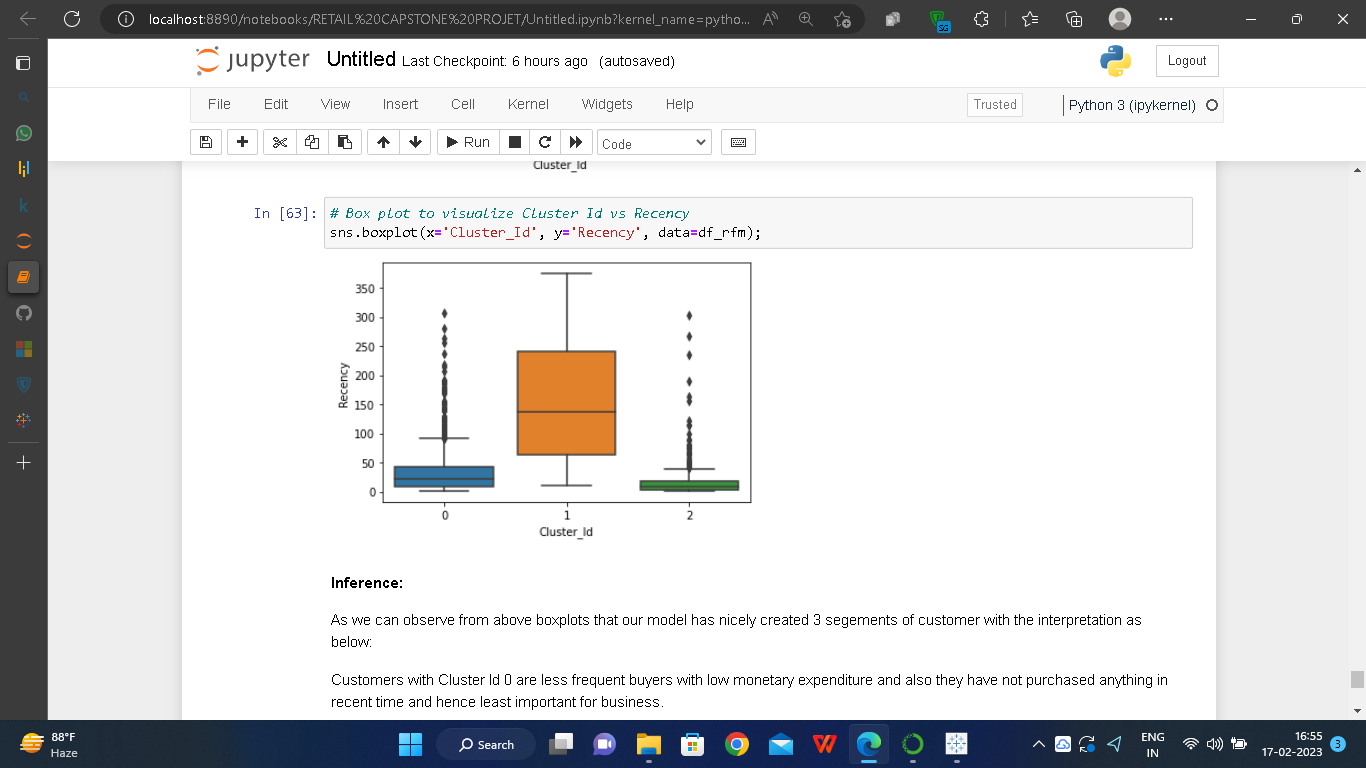 localhost:8890/notebooks/RETAIL%20CAPSTONE%20PROJET/Untitled.ipynb?kernel_name=pytho...
SG
jupyter Untitled Last Checkpoint: 6 hours ago (autosaved)
Logout
File Edit View Insert Cell Kernel Widgets Help
Trusted
Python 3 (ipykernel)
Run
Code
Cluster_Id
In [63]: # Box plot to visualize Cluster Id vs Recency
sns.boxplot(x='Cluster_Id', y='Recency', data=df_rfm);
350
300
250
200
150
100
50
0
Recency
0 1 2
Cluster_Id
Inference:
As we can observe from above boxplots that our model has nicely created 3 segements of customer with the interpretation as
below:
Customers with Cluster Id 0 are less frequent buyers with low monetary expenditure and also they have not purchased anything in
recent time and hence least important for business.
88°F
Haze
Search
ENG
IN
16:55
17-02-2023
3